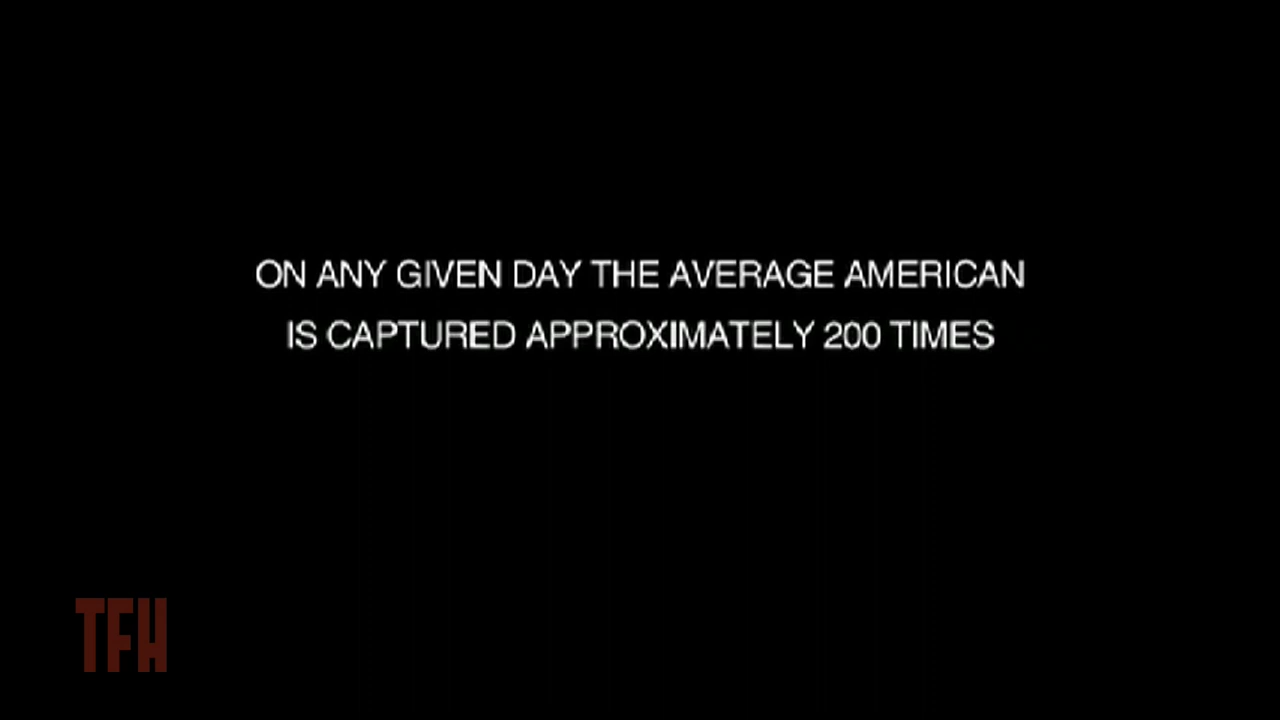 ON ANY GIVEN DAY THE AVERAGE AMERICAN
IS CAPTURED APPROXIMATELY 200 TIMES
TFH